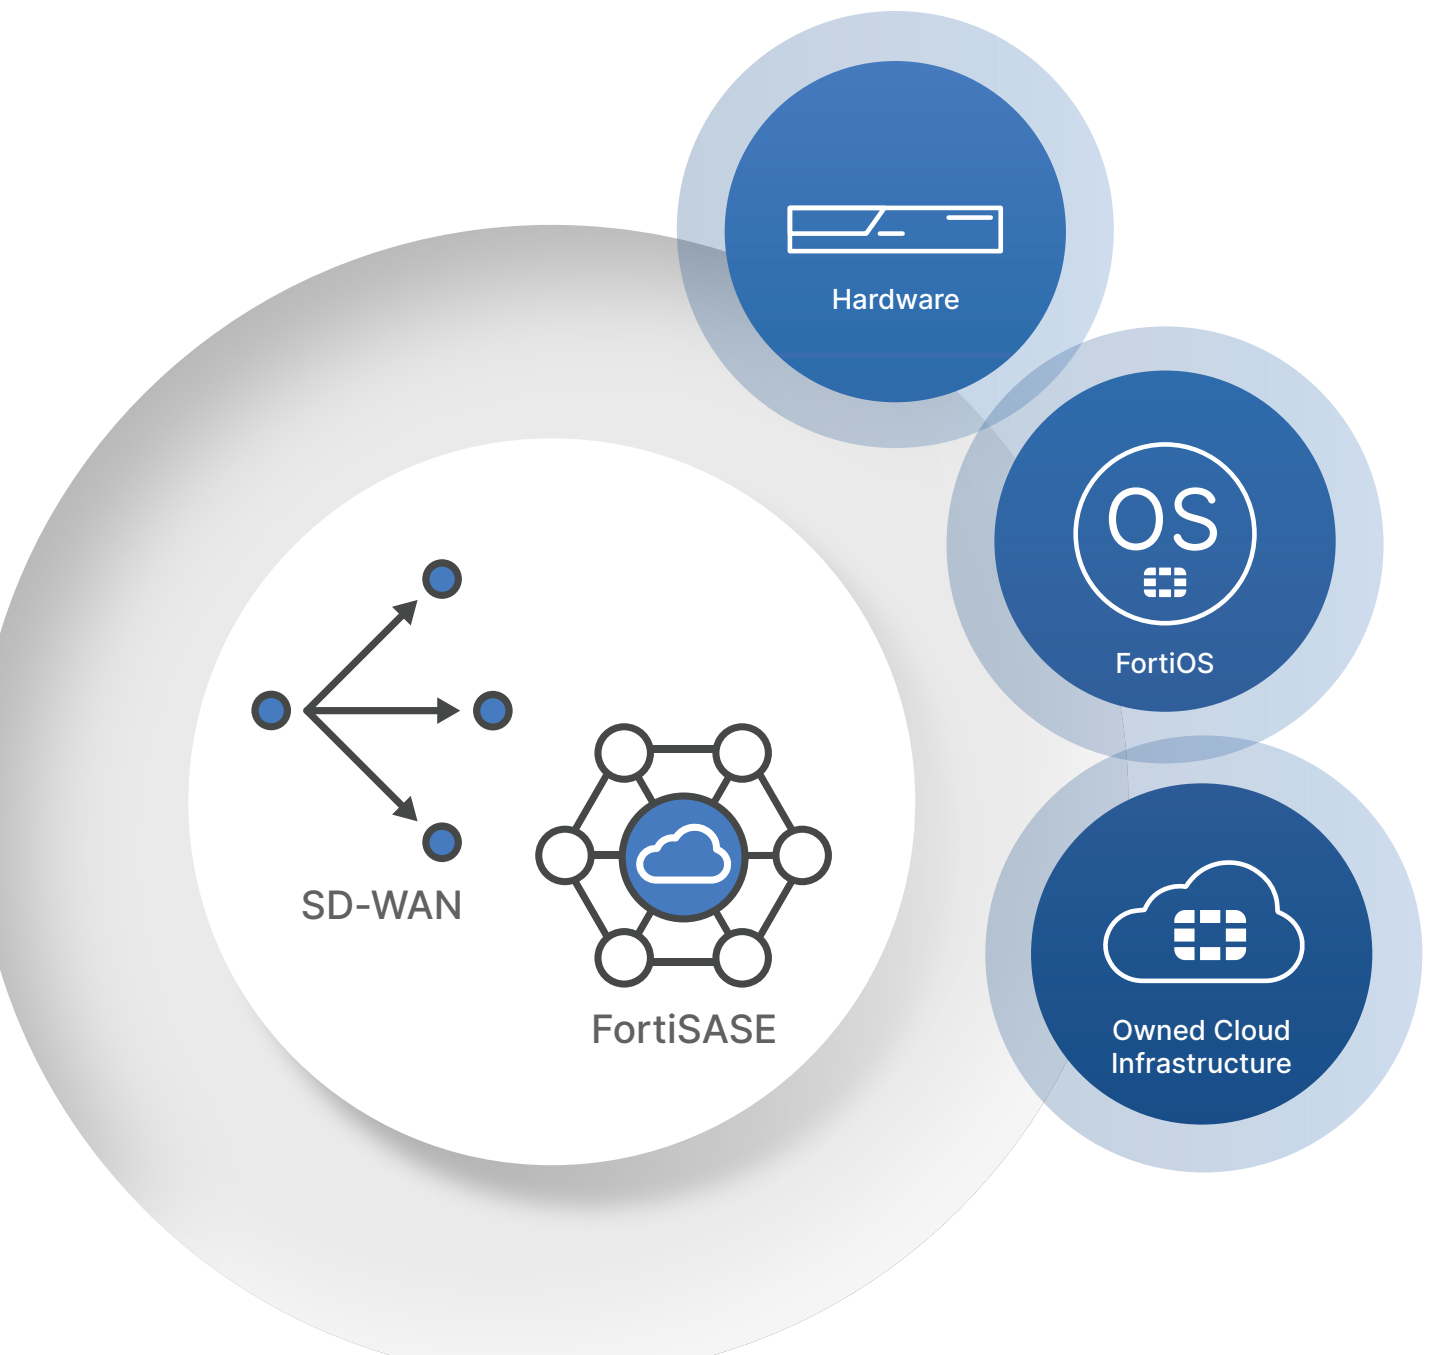 Hardware
OS
FortiOS
SD-WAN
FortiSASE
Owned Cloud
Infrastructure